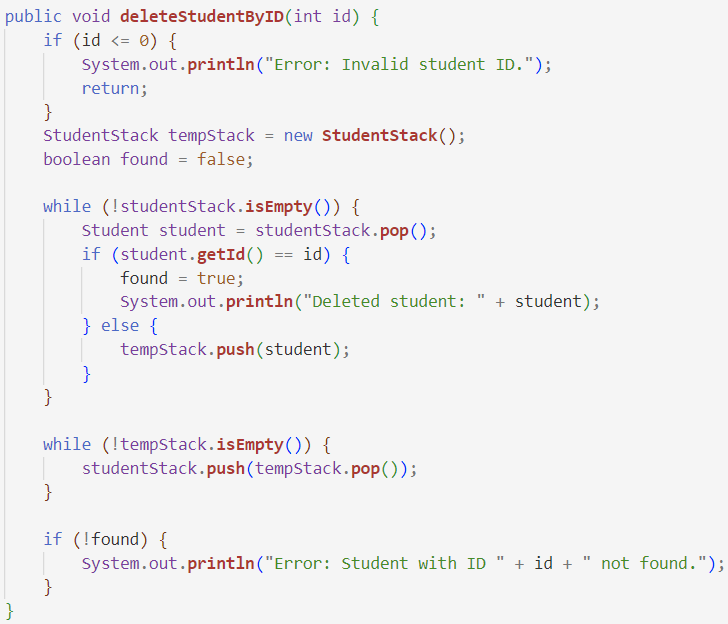 public void deleteStudentByID(int id) {
    if (id <= 0) {
        System.out.println("Error: Invalid student ID.");
        return;
    }
    StudentStack tempStack = new StudentStack();
    boolean found = false;

    while (!studentStack.isEmpty()) {
        Student student = studentStack.pop();
        if (student.getId() == id) {
            found = true;
            System.out.println("Deleted student: " + student);
        } else {
            tempStack.push(student);
        }
    }

    while (!tempStack.isEmpty()) {
        studentStack.push(tempStack.pop());
    }

    if (!found) {
        System.out.println("Error: Student with ID " + id + " not found.");
    }
}